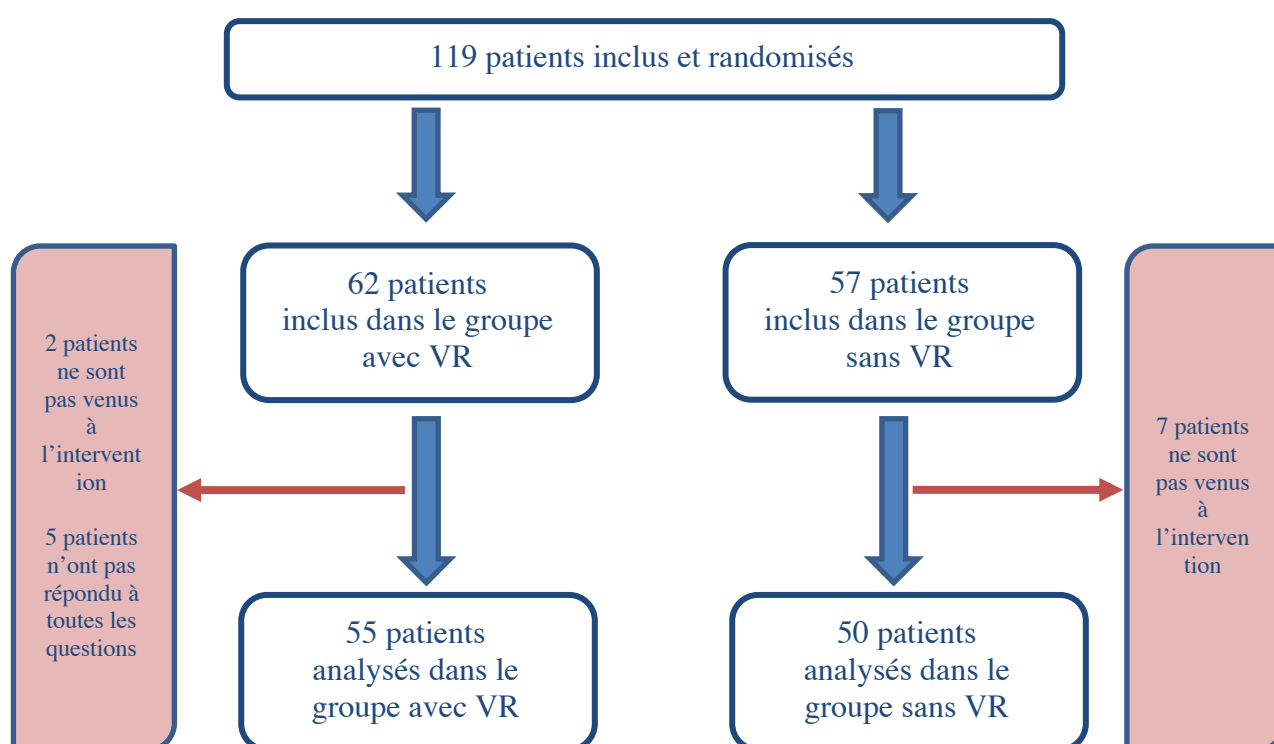 119 patients inclus et randomisés
62 patients
inclus dans le groupe
avec VR
57 patients
inclus dans le groupe
sans VR
2 patients
ne sont
pas venus
à
l’intervent
ion
5 patients
n’ont pas
répondu à
toutes les
questions
7 patients
ne sont
pas venus
à
l’interven
tion
55 patients
analysés dans le
groupe avec VR
50 patients
analysés dans le
groupe sans VR